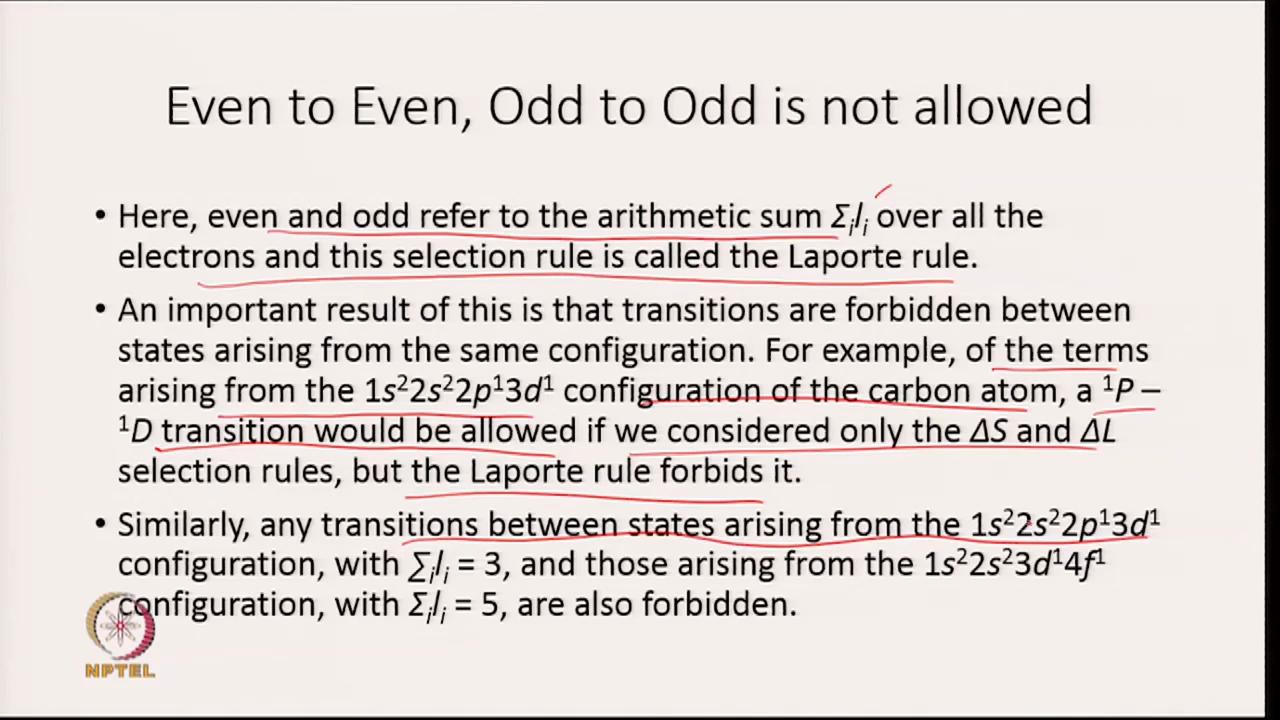 Even to Even, Odd to Odd is not allowed
• Here, even and odd refer to the arithmetic sum Σᵢlᵢ over all the
electrons and this selection rule is called the Laporte rule.
• An important result of this is that transitions are forbidden between
states arising from the same configuration. For example, of the terms
arising from the 1s²2s²2p¹3d¹ configuration of the carbon atom, a ¹P –
¹D transition would be allowed if we considered only the ΔS and ΔL
selection rules, but the Laporte rule forbids it.
• Similarly, any transitions between states arising from the 1s²2s²2p¹3d¹
configuration, with Σᵢlᵢ = 3, and those arising from the 1s²2s²3d¹4f¹
configuration, with Σᵢlᵢ = 5, are also forbidden.
NPTEL